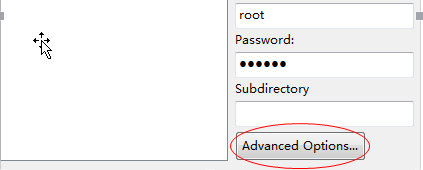 root
Password:
●●●●●●
Subdirectory
Advanced Options...